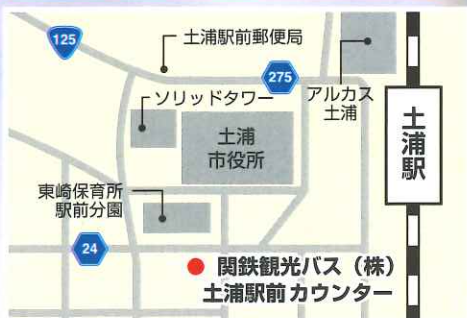 125
土浦駅前郵便局
275
ソリッドタワー
アルカス
土浦
土浦駅
土浦
市役所
東崎保育所
駅前分園
24
関鉄観光バス（株）
土浦駅前カウンター